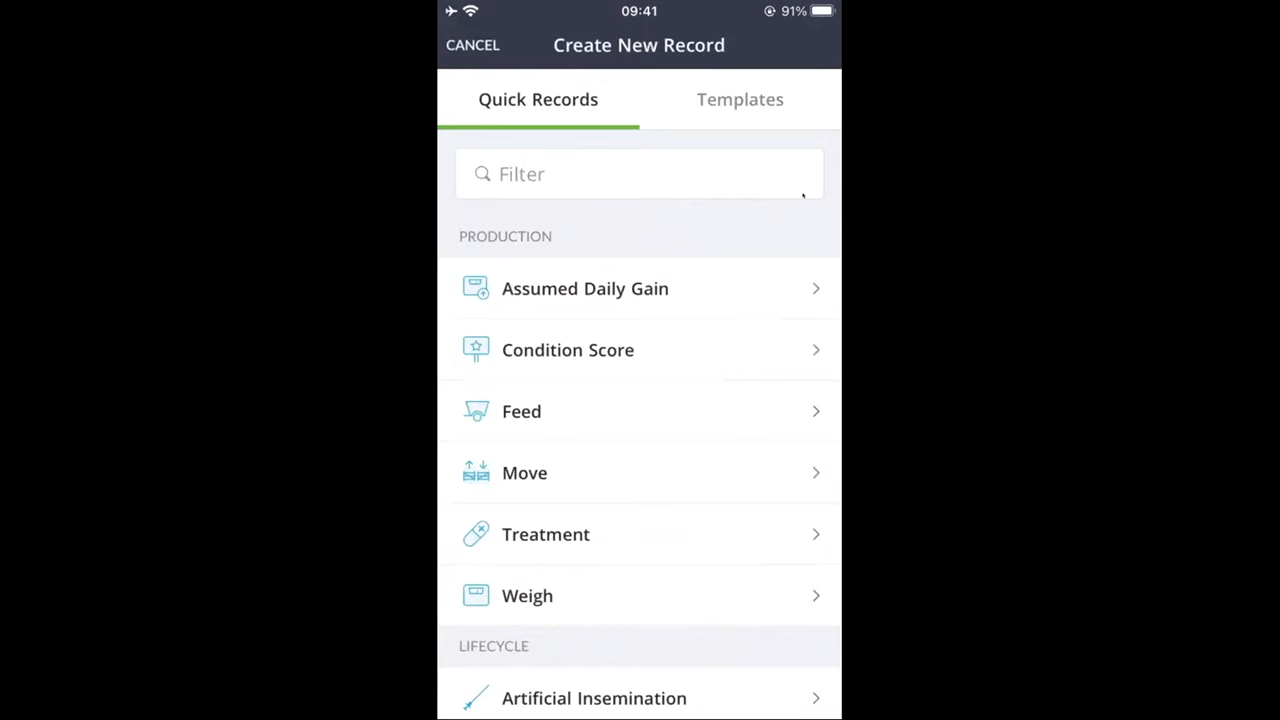 09:41
91%
CANCEL
Create New Record
Quick Records
Templates
Filter
PRODUCTION
Assumed Daily Gain
Condition Score
Feed
Move
Treatment
Weigh
LIFECYCLE
Artificial Insemination